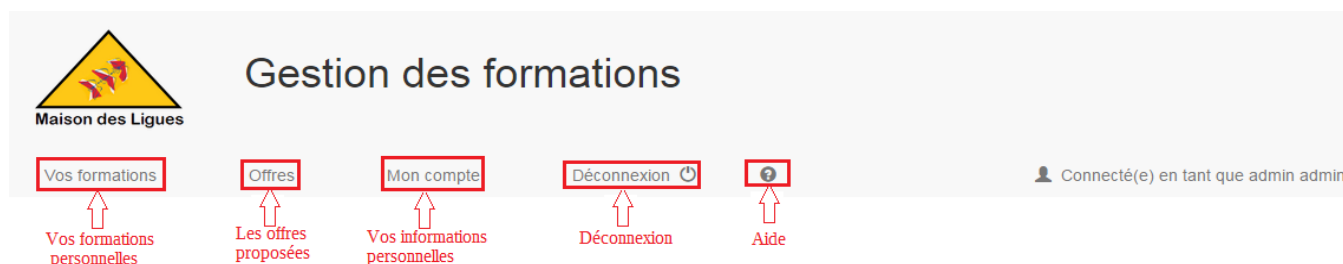 Gestion des formations
Maison des Ligues
Vos formations Offres Mon compte Déconnexion Connecté(e) en tant que admin admin
Vos formations
personnelles
Les offres
proposées
Vos informations
personnelles
Déconnexion
Aide